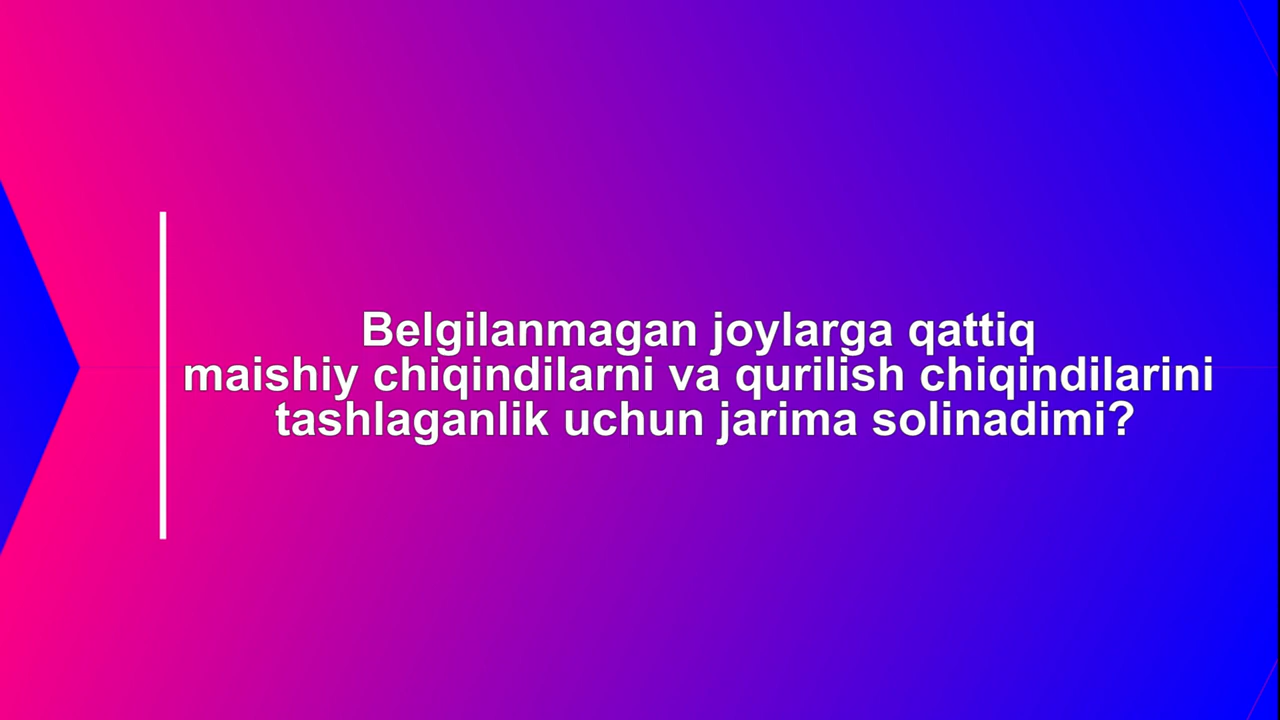 Belgilanmagan joylarga qattiq
maishiy chiqindilarni va qurilish chiqindilarini
tashlaganlik uchun jarima solinadimi?